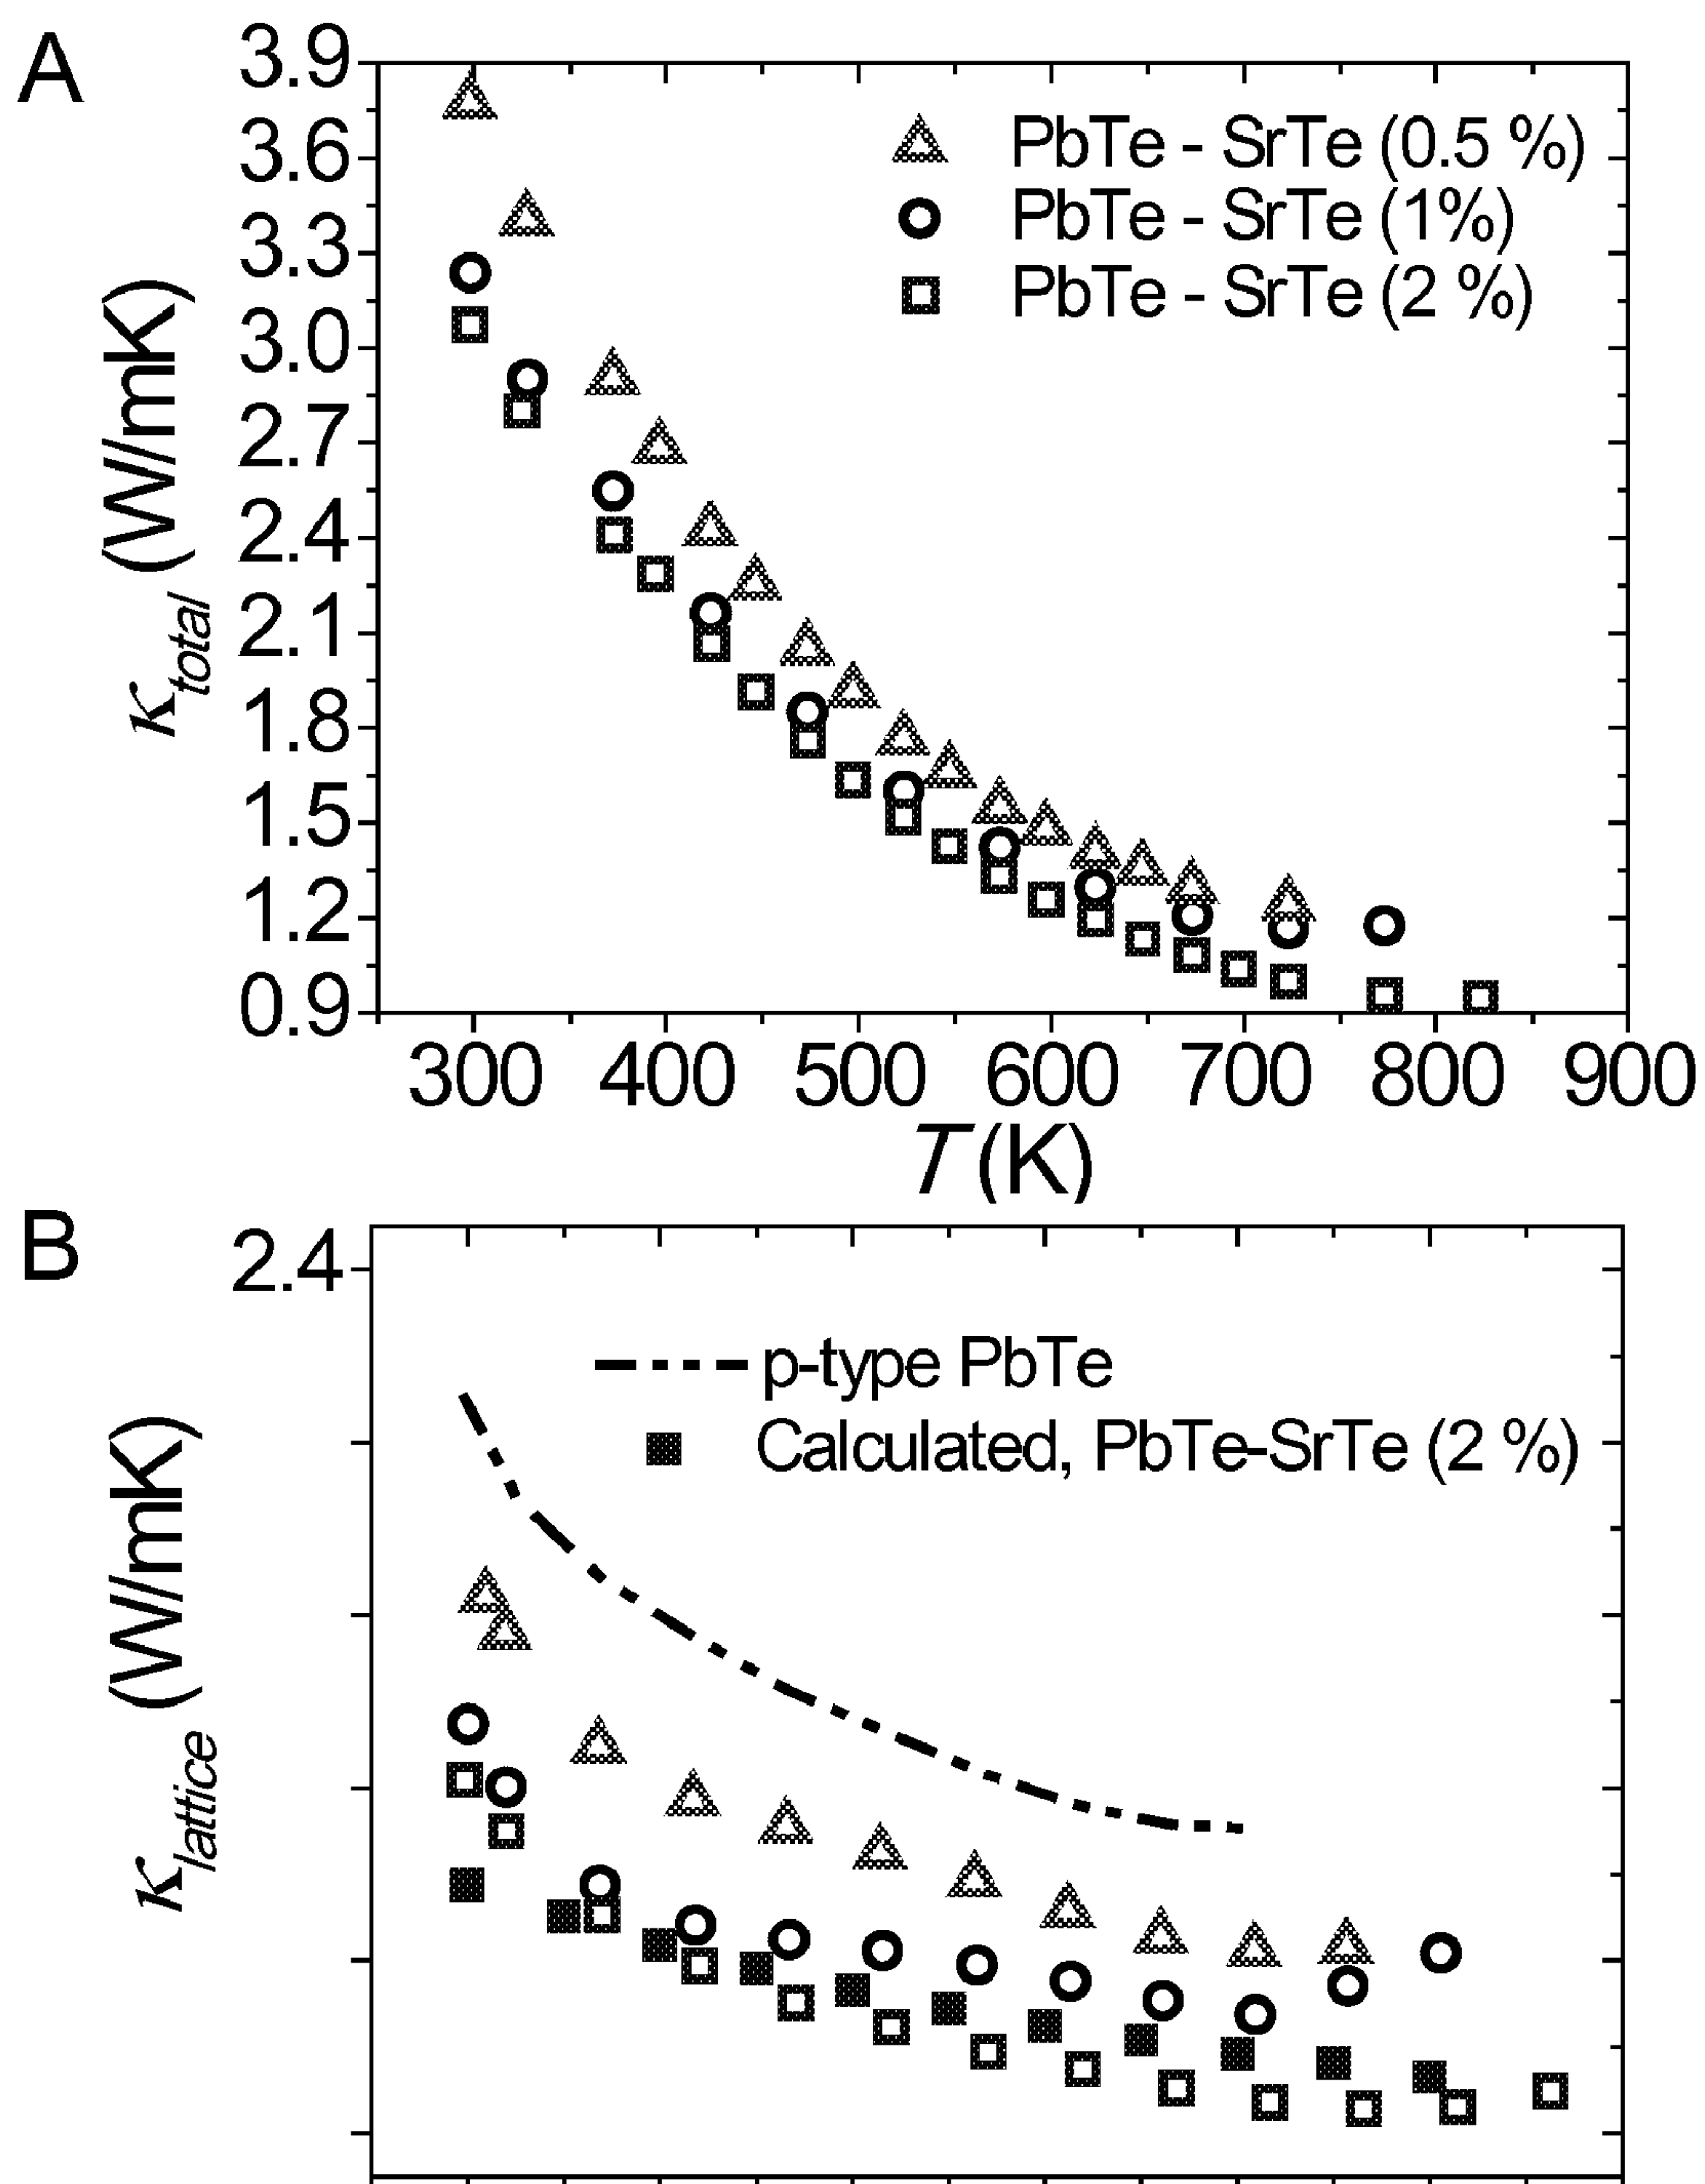 A
3.9
3.6
3.3
3.0
2.7
2.4
2.1
1.8
1.5
1.2
0.9
κtotal (W/mK)
PbTe - SrTe (0.5 %)
PbTe - SrTe (1%)
PbTe - SrTe (2 %)
300 400 500 600 700 800 900
T (K)
B
2.4
κlattice (W/mK)
p-type PbTe
Calculated, PbTe-SrTe (2 %)